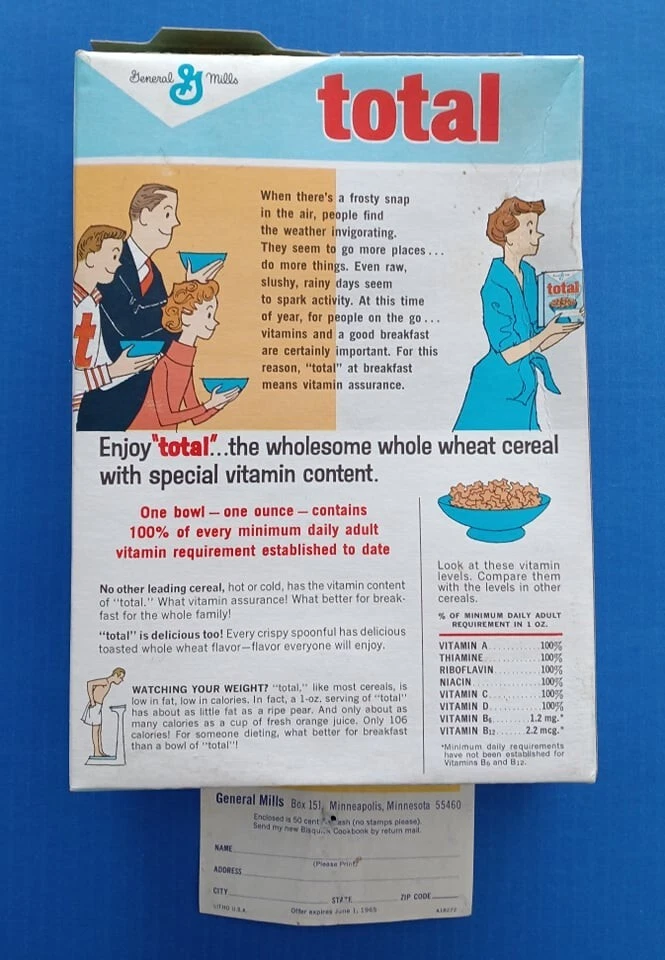 General Mills
total
When there's a frosty snap
in the air, people find
the weather invigorating.
They seem to go more places...
do more things. Even raw,
slushy, rainy days seem
to spark activity. At this time
of year, for people on the go...
vitamins and a good breakfast
are certainly important. For this
reason, "total" at breakfast
means vitamin assurance.
t
total
Enjoy "total"...the wholesome whole wheat cereal
with special vitamin content.
One bowl — one ounce — contains
100% of every minimum daily adult
vitamin requirement established to date
No other leading cereal, hot or cold, has the vitamin content
of "total." What vitamin assurance! What better for break-
fast for the whole family!
"total" is delicious too! Every crispy spoonful has delicious
toasted whole wheat flavor—flavor everyone will enjoy.
WATCHING YOUR WEIGHT? "total," like most cereals, is
low in fat, low in calories. In fact, a 1-oz. serving of "total"
has about as little fat as a ripe pear. And only about as
many calories as a cup of fresh orange juice. Only 106
calories! For someone dieting, what better for breakfast
than a bowl of "total"!
Look at these vitamin
levels. Compare them
with the levels in other
cereals.
% OF MINIMUM DAILY ADULT
REQUIREMENT IN 1 OZ.
VITAMIN A..........100%
THIAMINE..........100%
RIBOFLAVIN..........100%
NIACIN..........100%
VITAMIN C..........100%
VITAMIN D..........100%
VITAMIN B6.......1.2 mg.*
VITAMIN B12......2.2 mcg.*
*Minimum daily requirements
have not been established for
Vitamins B6 and B12.
General Mills Box 151, Minneapolis, Minnesota 55460
Enclosed is 50 cents cash (no stamps please).
Send my new Bisquick Cookbook by return mail.
NAME
(Please Print)
ADDRESS
CITY STATE ZIP CODE
LITHO U.S.A. Offer expires June 1, 1965